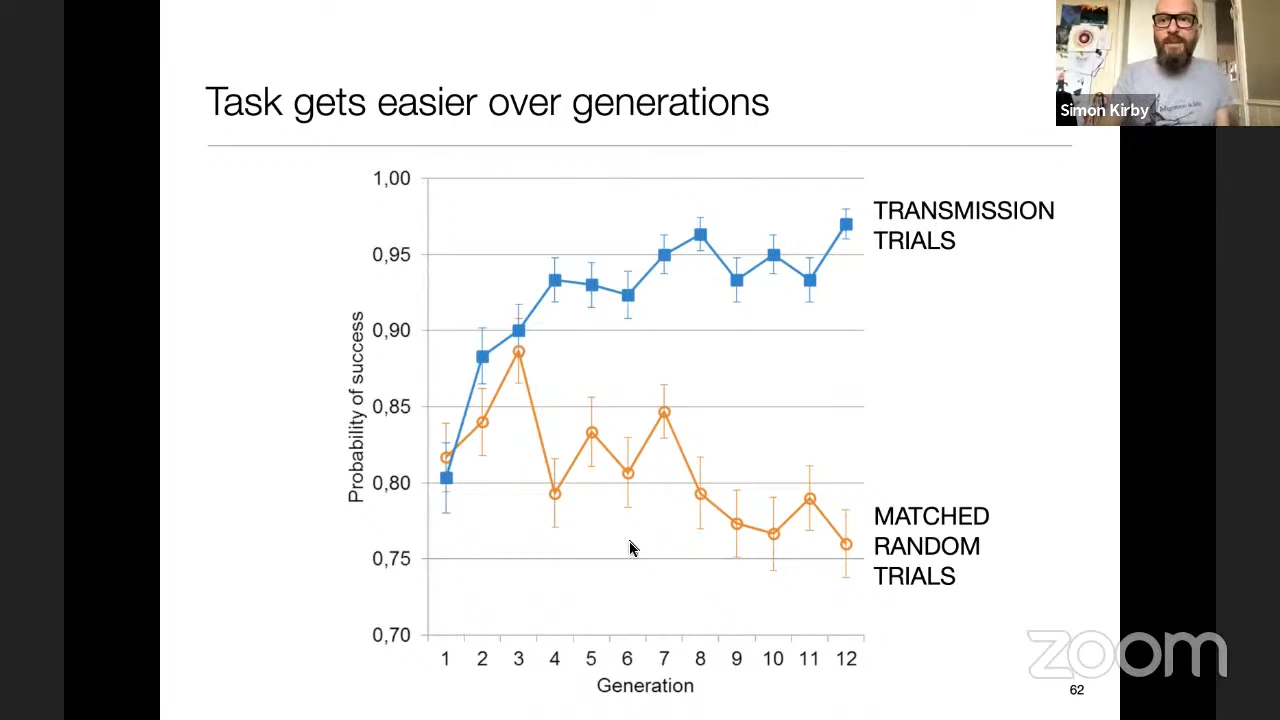 Task gets easier over generations
Simon Kirby
1,00
0,95
0,90
0,85
0,80
0,75
0,70
Probability of success
1 2 3 4 5 6 7 8 9 10 11 12
Generation
TRANSMISSION
TRIALS
MATCHED
RANDOM
TRIALS
zoom
62